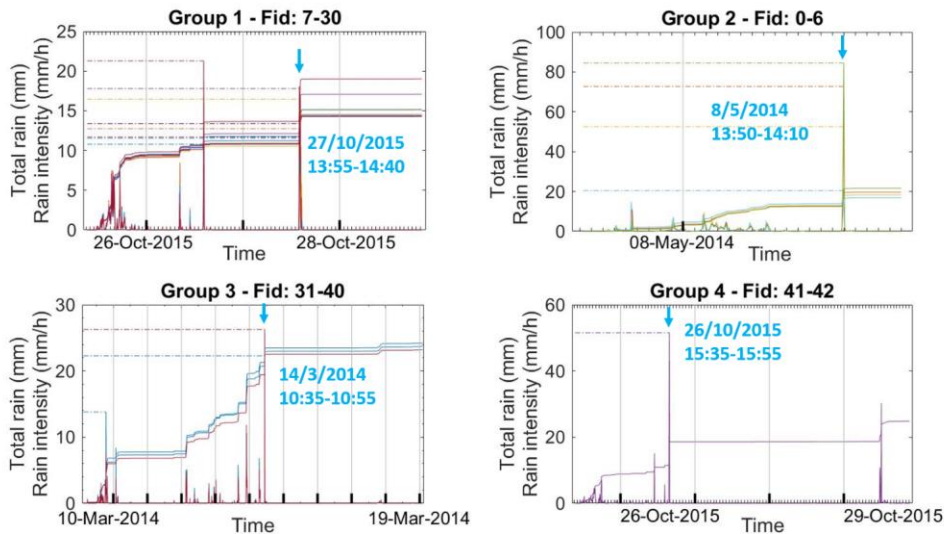 Group 1 - Fid: 7-30
Total rain (mm)
Rain intensity (mm/h)
25
20
15
10
5
0
27/10/2015
13:55-14:40
26-Oct-2015
28-Oct-2015
Time
Group 2 - Fid: 0-6
Total rain (mm)
Rain intensity (mm/h)
100
80
60
40
20
0
8/5/2014
13:50-14:10
08-May-2014
Time
Group 3 - Fid: 31-40
Total rain (mm)
Rain intensity (mm/h)
30
20
10
0
14/3/2014
10:35-10:55
10-Mar-2014
19-Mar-2014
Time
Group 4 - Fid: 41-42
Total rain (mm)
Rain intensity (mm/h)
60
40
20
0
26/10/2015
15:35-15:55
26-Oct-2015
29-Oct-2015
Time